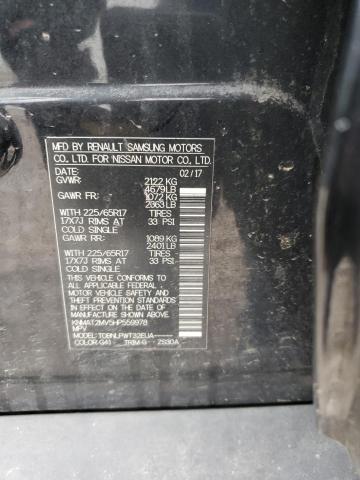 MFD BY RENAULT SAMSUNG MOTORS
CO., LTD. FOR NISSAN MOTOR CO., LTD.
DATE: 02/17
GVWR: 2122 KG
4679 LB
GAWR FR: 1072 KG
2363 LB
WITH 225/65R17 TIRES
17X7J RIMS AT 33 PSI
COLD SINGLE
GAWR RR: 1089 KG
2401 LB
WITH 225/65R17 TIRES
17X7J RIMS AT 33 PSI
COLD SINGLE
THIS VEHICLE CONFORMS TO
ALL APPLICABLE FEDERAL
MOTOR VEHICLE SAFETY AND
THEFT PREVENTION STANDARDS
IN EFFECT ON THE DATE OF
MANUFACTURE SHOWN ABOVE.
KNMAT2MV5HP559978
MPV
COLOR: G41 TRIM: G